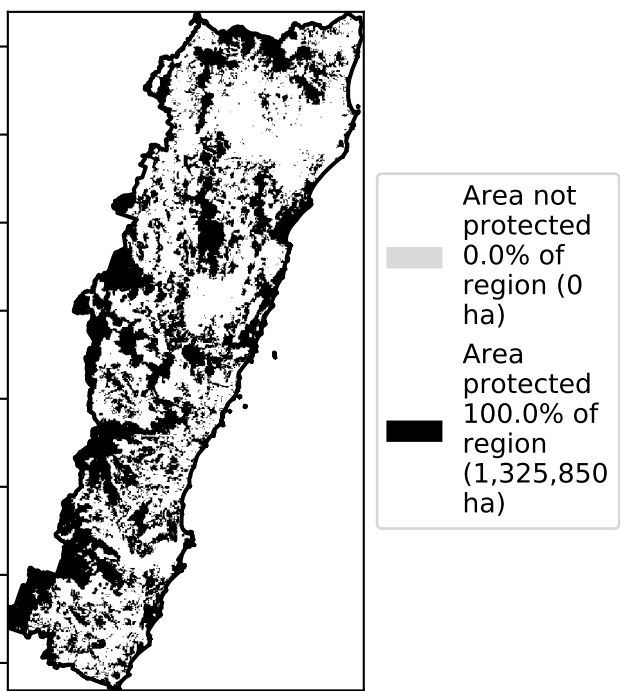 Area not
protected
0.0% of
region (0
ha)
Area
protected
100.0% of
region
(1,325,850
ha)